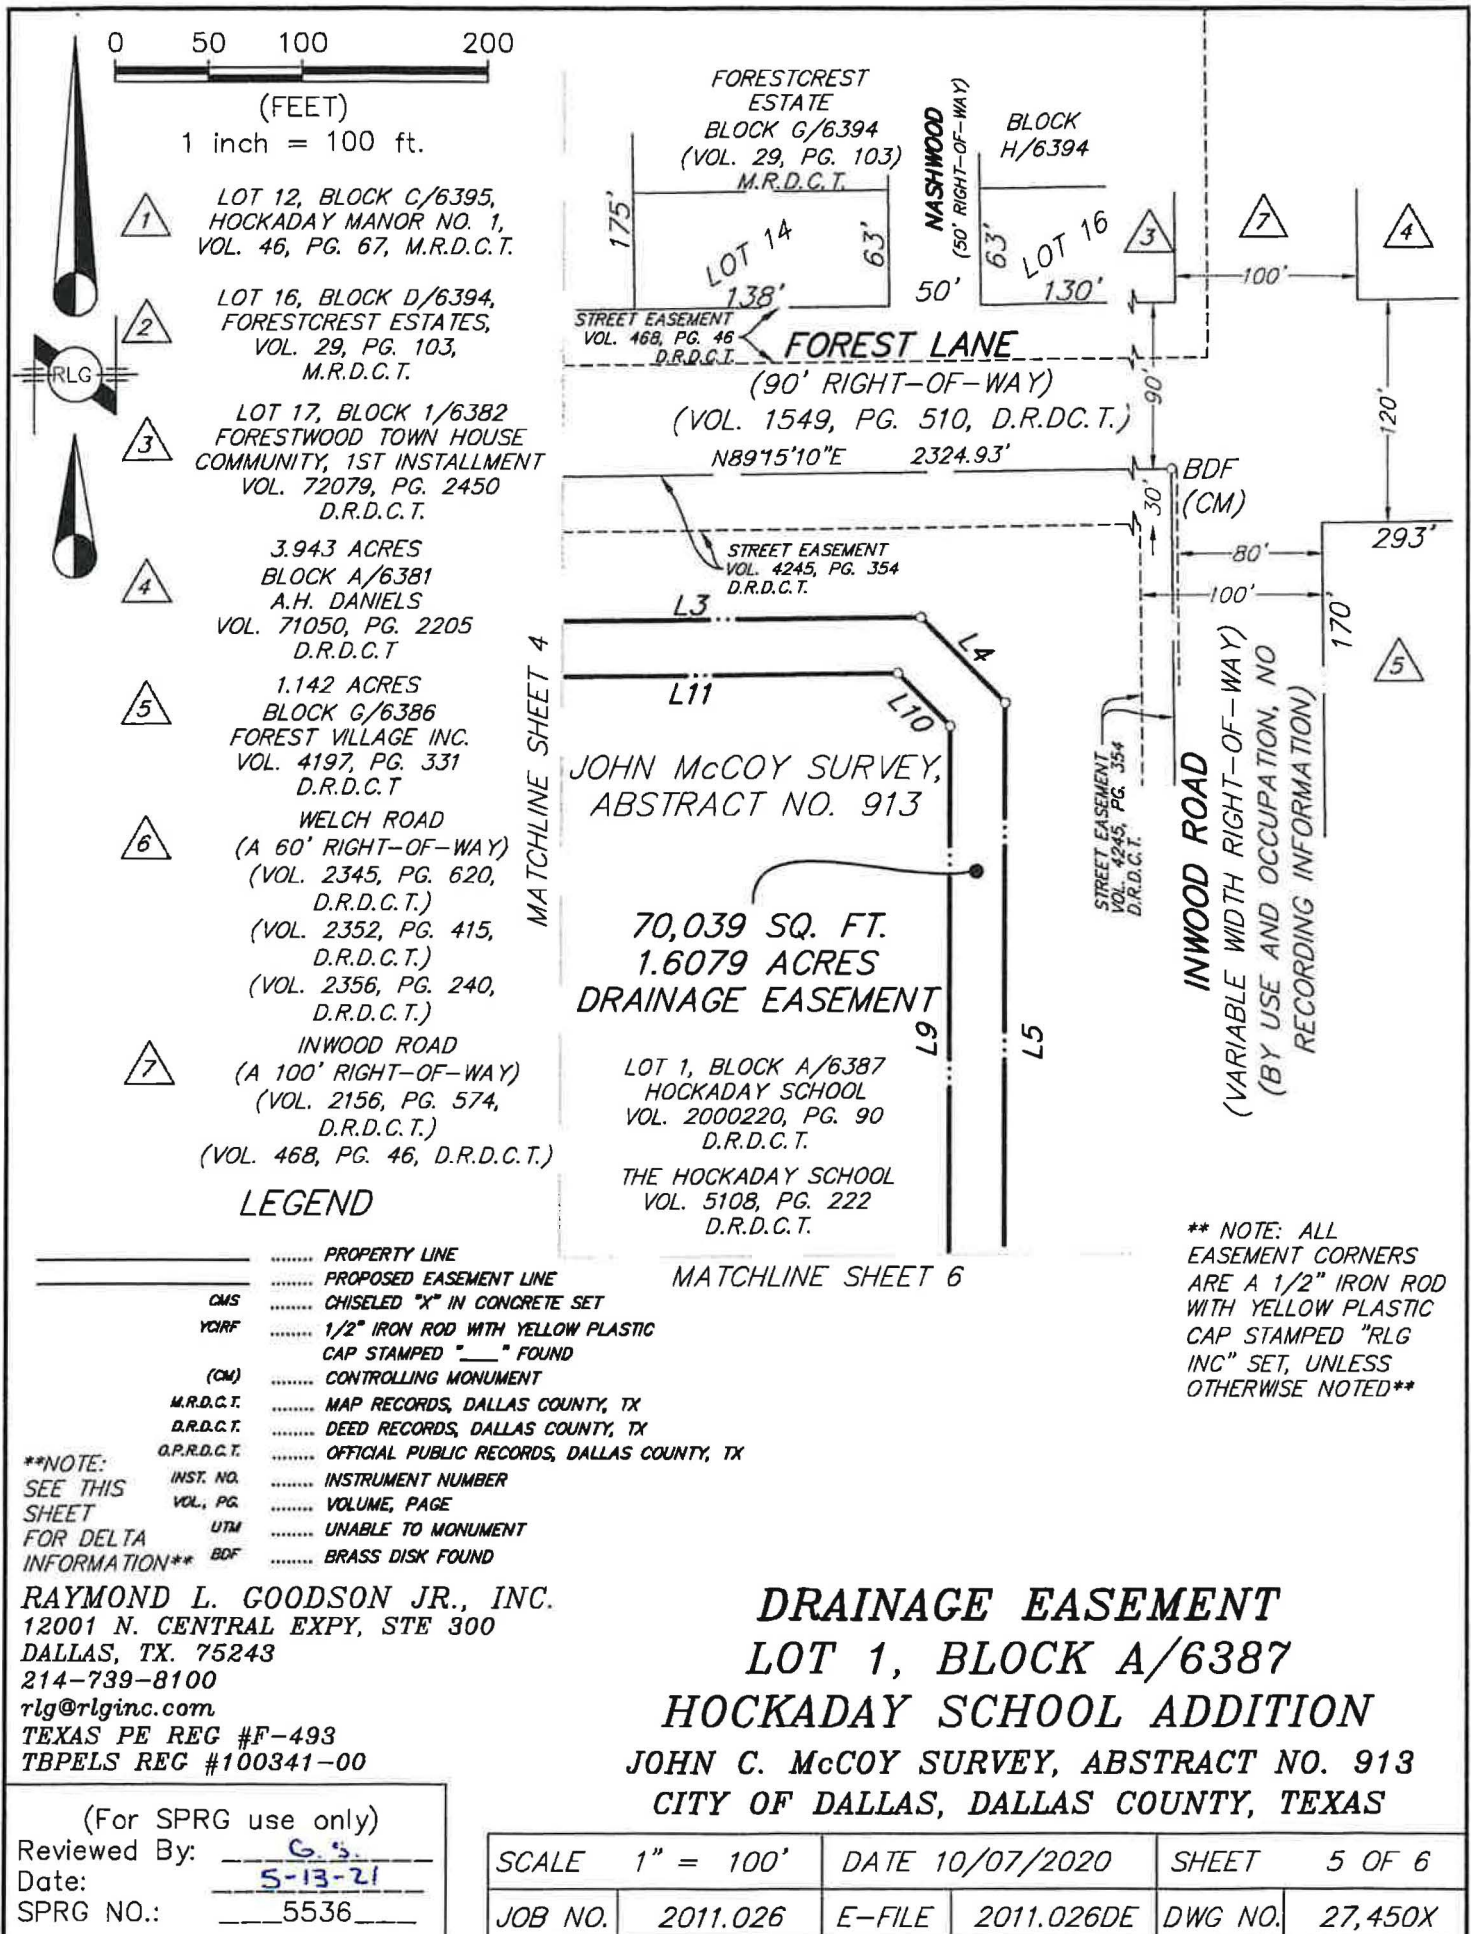 0 50 100 200
(FEET)
1 inch = 100 ft.
1
LOT 12, BLOCK C/6395,
HOCKADAY MANOR NO. 1,
VOL. 46, PG. 67, M.R.D.C.T.
2
LOT 16, BLOCK D/6394,
FORESTCREST ESTATES,
VOL. 29, PG. 103,
M.R.D.C.T.
RLG
3
LOT 17, BLOCK 1/6382
FORESTWOOD TOWN HOUSE
COMMUNITY, 1ST INSTALLMENT
VOL. 72079, PG. 2450
D.R.D.C.T.
4
3.943 ACRES
BLOCK A/6381
A.H. DANIELS
VOL. 71050, PG. 2205
D.R.D.C.T
5
1.142 ACRES
BLOCK G/6386
FOREST VILLAGE INC.
VOL. 4197, PG. 331
D.R.D.C.T
6
WELCH ROAD
(A 60' RIGHT-OF-WAY)
(VOL. 2345, PG. 620,
D.R.D.C.T.)
(VOL. 2352, PG. 415,
D.R.D.C.T.)
(VOL. 2356, PG. 240,
D.R.D.C.T.)
7
INWOOD ROAD
(A 100' RIGHT-OF-WAY)
(VOL. 2156, PG. 574,
D.R.D.C.T.)
(VOL. 468, PG. 46, D.R.D.C.T.)
FORESTCREST
ESTATE
BLOCK G/6394
(VOL. 29, PG. 103)
M.R.D.C.T.
NASHWOOD
(50' RIGHT-OF-WAY)
BLOCK
H/6394
175'
LOT 14
63'
138'
50'
63'
LOT 16
130'
3
7
4
100'
STREET EASEMENT
VOL. 468, PG. 46
D.R.D.C.T.
FOREST LANE
(90' RIGHT-OF-WAY)
(VOL. 1549, PG. 510, D.R.DC.T.)
90'
120'
N89°15'10"E 2324.93'
BDF
(CM)
30'
293'
80'
100'
170'
5
STREET EASEMENT
VOL. 4245, PG. 354
D.R.D.C.T.
L3
L4
L11
L10
MATCHLINE SHEET 4
JOHN McCOY SURVEY,
ABSTRACT NO. 913
STREET EASEMENT
VOL. 4245, PG. 354
D.R.D.C.T.
INWOOD ROAD
(VARIABLE WIDTH RIGHT-OF-WAY)
(BY USE AND OCCUPATION, NO
RECORDING INFORMATION)
70,039 SQ. FT.
1.6079 ACRES
DRAINAGE EASEMENT
L9
L5
LOT 1, BLOCK A/6387
HOCKADAY SCHOOL
VOL. 2000220, PG. 90
D.R.D.C.T.
THE HOCKADAY SCHOOL
VOL. 5108, PG. 222
D.R.D.C.T.
MATCHLINE SHEET 6
** NOTE: ALL
EASEMENT CORNERS
ARE A 1/2" IRON ROD
WITH YELLOW PLASTIC
CAP STAMPED "RLG
INC" SET, UNLESS
OTHERWISE NOTED**
LEGEND
........ PROPERTY LINE
........ PROPOSED EASEMENT LINE
CMS ........ CHISELED "X" IN CONCRETE SET
YCIRF ........ 1/2" IRON ROD WITH YELLOW PLASTIC
CAP STAMPED "___" FOUND
(CM) ........ CONTROLLING MONUMENT
M.R.D.C.T. ........ MAP RECORDS, DALLAS COUNTY, TX
D.R.D.C.T. ........ DEED RECORDS, DALLAS COUNTY, TX
O.P.R.D.C.T. ........ OFFICIAL PUBLIC RECORDS, DALLAS COUNTY, TX
INST. NO. ........ INSTRUMENT NUMBER
VOL., PG. ........ VOLUME, PAGE
UTM ........ UNABLE TO MONUMENT
BDF ........ BRASS DISK FOUND
**NOTE:
SEE THIS
SHEET
FOR DELTA
INFORMATION**
RAYMOND L. GOODSON JR., INC.
12001 N. CENTRAL EXPY, STE 300
DALLAS, TX. 75243
214-739-8100
rlg@rlginc.com
TEXAS PE REG #F-493
TBPELS REG #100341-00
DRAINAGE EASEMENT
LOT 1, BLOCK A/6387
HOCKADAY SCHOOL ADDITION
JOHN C. McCOY SURVEY, ABSTRACT NO. 913
CITY OF DALLAS, DALLAS COUNTY, TEXAS
(For SPRG use only)
Reviewed By: G.S.
Date: 5-13-21
SPRG NO.: ___5536___
SCALE 1" = 100' DATE 10/07/2020 SHEET 5 OF 6
JOB NO. 2011.026 E-FILE 2011.026DE DWG NO. 27,450X